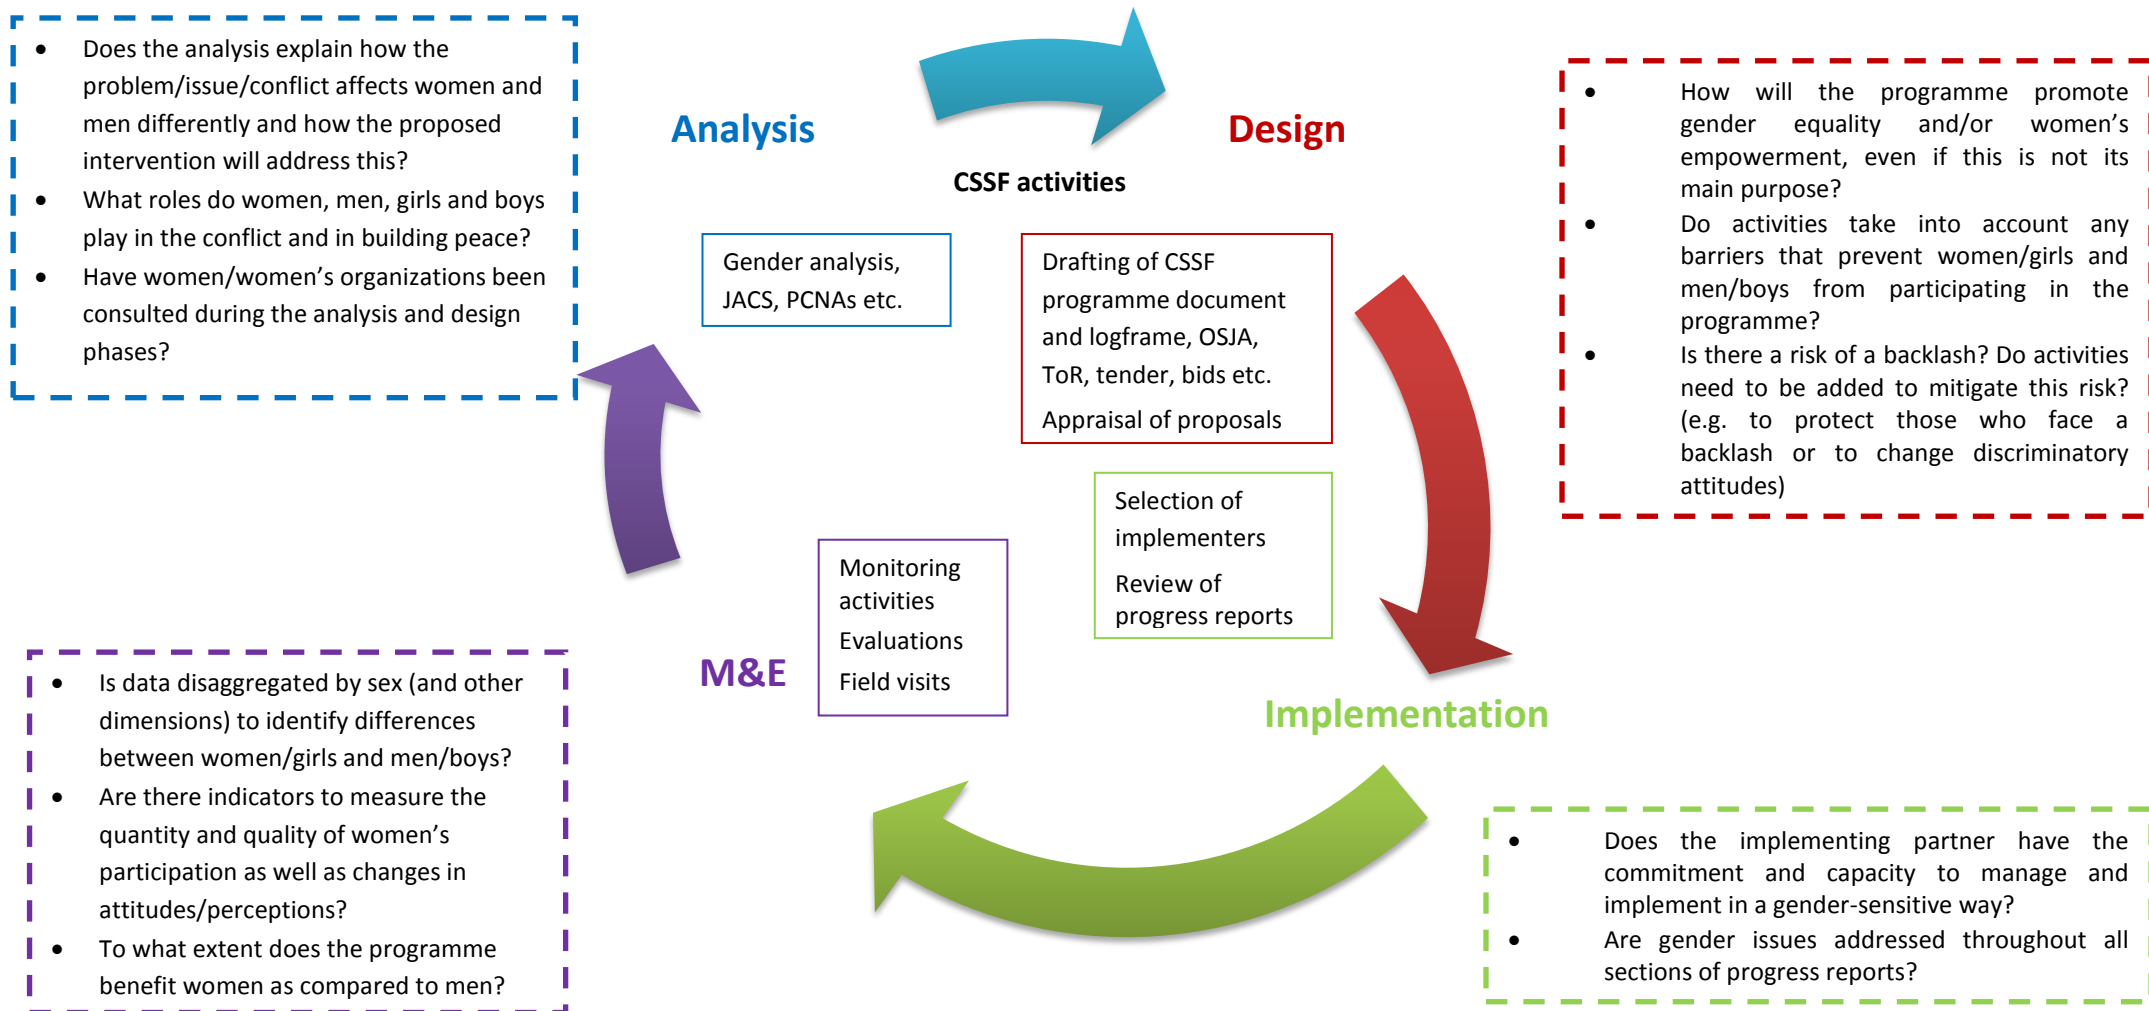 • Does the analysis explain how the
problem/issue/conflict affects women and
men differently and how the proposed
intervention will address this?
• What roles do women, men, girls and boys
play in the conflict and in building peace?
• Have women/women’s organizations been
consulted during the analysis and design
phases?
Analysis
Design
CSSF activities
Gender analysis,
JACS, PCNAs etc.
Drafting of CSSF
programme document
and logframe, OSJA,
ToR, tender, bids etc.
Appraisal of proposals
• How will the programme promote
gender equality and/or women’s
empowerment, even if this is not its
main purpose?
• Do activities take into account any
barriers that prevent women/girls and
men/boys from participating in the
programme?
• Is there a risk of a backlash? Do activities
need to be added to mitigate this risk?
(e.g. to protect those who face a
backlash or to change discriminatory
attitudes)
Selection of
implementers
Review of
progress reports
Monitoring
activities
Evaluations
Field visits
M&E
Implementation
• Is data disaggregated by sex (and other
dimensions) to identify differences
between women/girls and men/boys?
• Are there indicators to measure the
quantity and quality of women’s
participation as well as changes in
attitudes/perceptions?
• To what extent does the programme
benefit women as compared to men?
• Does the implementing partner have the
commitment and capacity to manage and
implement in a gender-sensitive way?
• Are gender issues addressed throughout all
sections of progress reports?